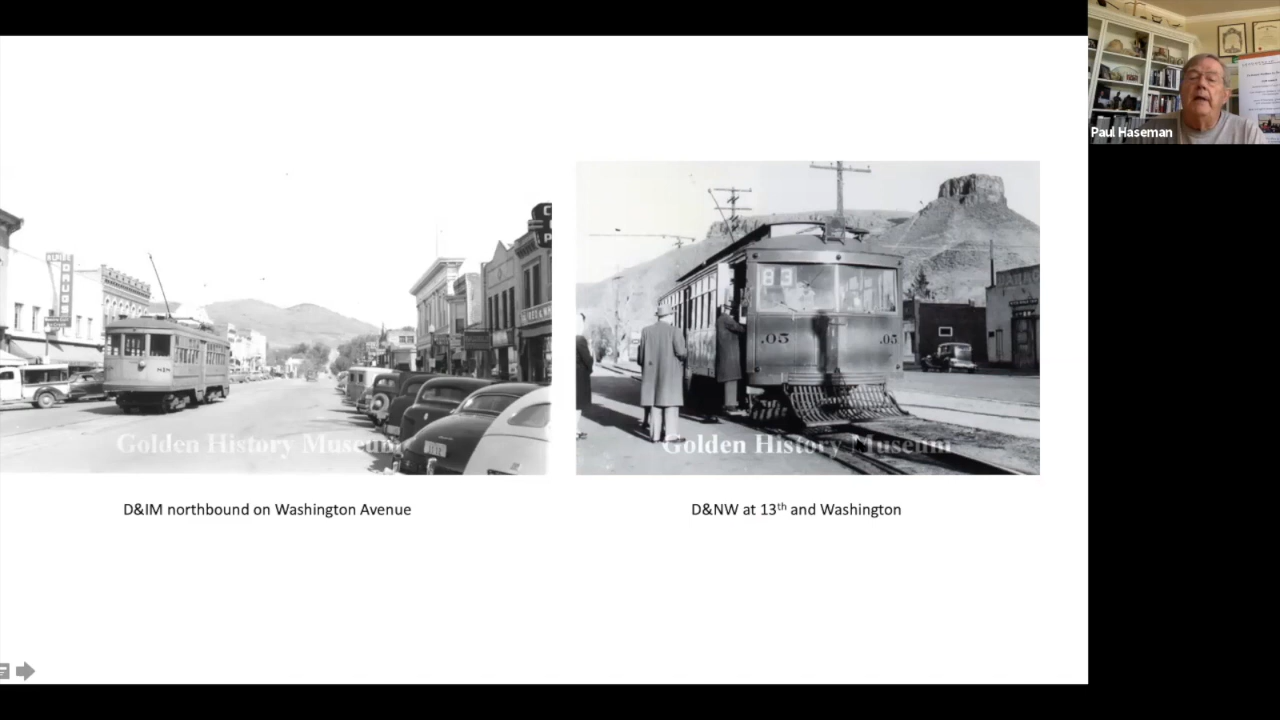 Paul Haseman
DRUG
818
83
.05
.05
Golden History Museum
Golden History Museum
D&IM northbound on Washington Avenue
D&NW at 13th and Washington